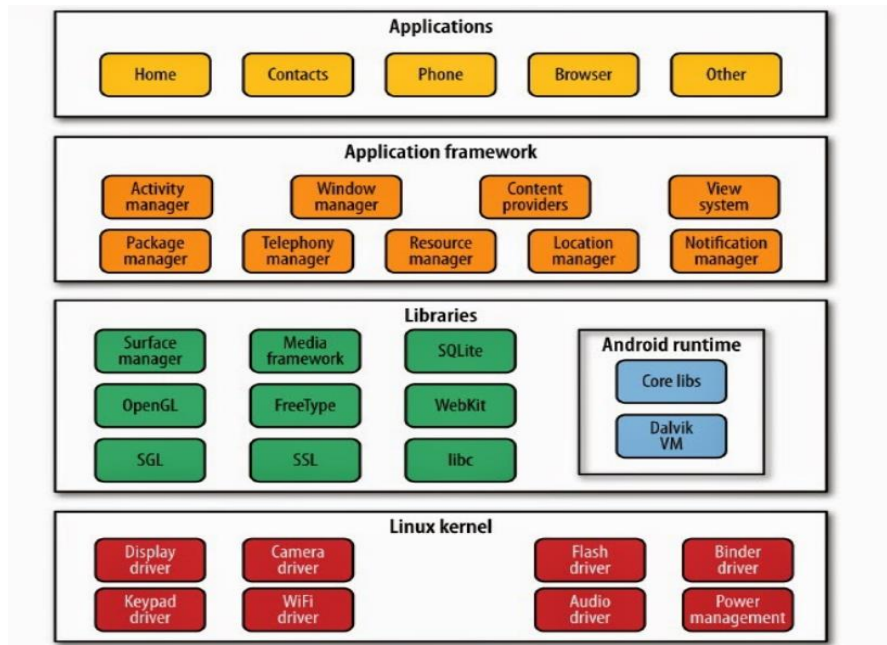 Applications
Home
Contacts
Phone
Browser
Other
Application framework
Activity
manager
Window
manager
Content
providers
View
system
Package
manager
Telephony
manager
Resource
manager
Location
manager
Notification
manager
Libraries
Surface
manager
Media
framework
SQLite
OpenGL
FreeType
WebKit
SGL
SSL
libc
Android runtime
Core libs
Dalvik
VM
Linux kernel
Display
driver
Camera
driver
Flash
driver
Binder
driver
Keypad
driver
WiFi
driver
Audio
driver
Power
management